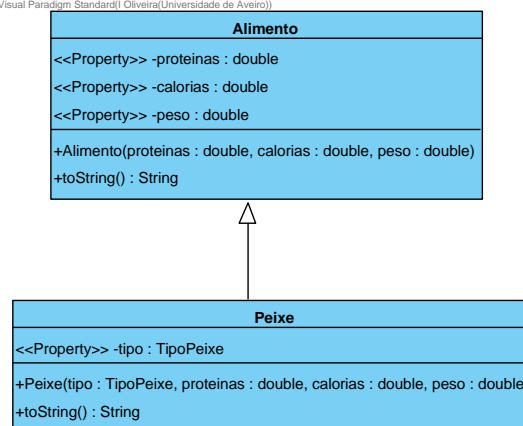 Visual Paradigm Standard(I Oliveira(Universidade de Aveiro))
Alimento
<<Property>> -proteinas : double
<<Property>> -calorias : double
<<Property>> -peso : double
+Alimento(proteinas : double, calorias : double, peso : double)
+toString() : String
Peixe
<<Property>> -tipo : TipoPeixe
+Peixe(tipo : TipoPeixe, proteinas : double, calorias : double, peso : double
+toString() : String